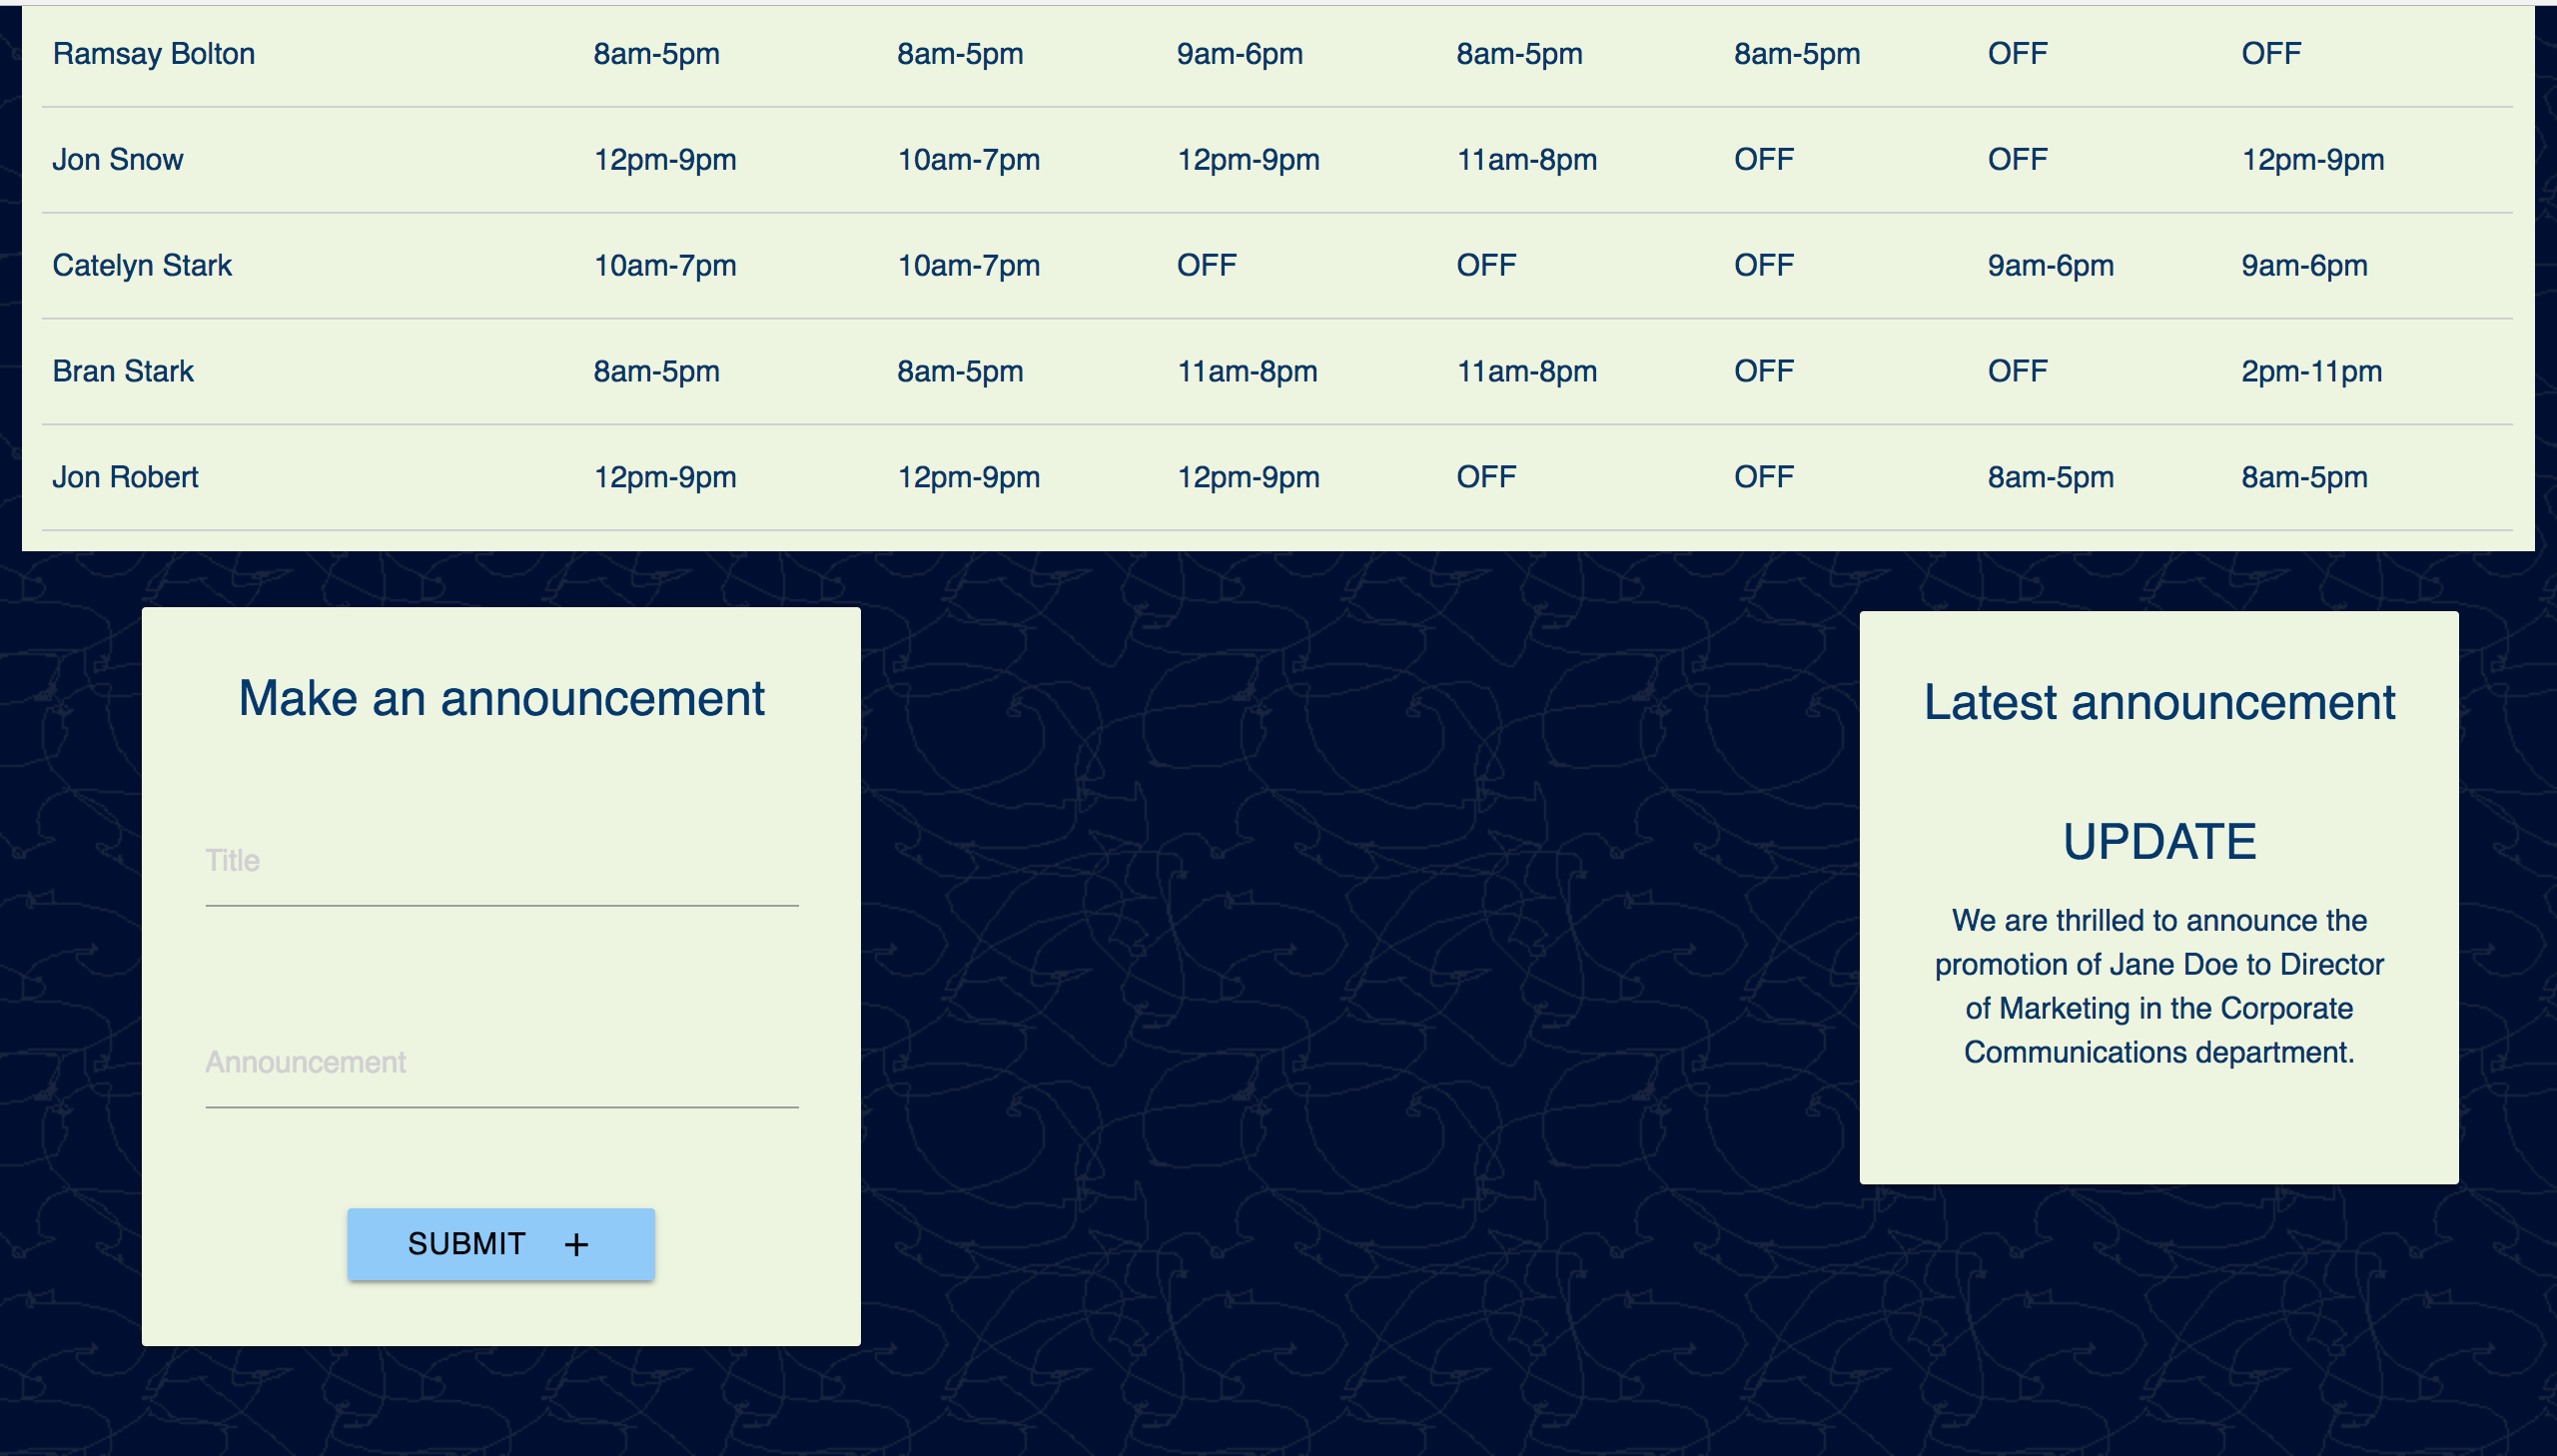 Ramsay Bolton 8am-5pm 8am-5pm 9am-6pm 8am-5pm 8am-5pm OFF OFF
Jon Snow 12pm-9pm 10am-7pm 12pm-9pm 11am-8pm OFF OFF 12pm-9pm
Catelyn Stark 10am-7pm 10am-7pm OFF OFF OFF 9am-6pm 9am-6pm
Bran Stark 8am-5pm 8am-5pm 11am-8pm 11am-8pm OFF OFF 2pm-11pm
Jon Robert 12pm-9pm 12pm-9pm 12pm-9pm OFF OFF 8am-5pm 8am-5pm
Make an announcement
Title
Announcement
SUBMIT +
Latest announcement
UPDATE
We are thrilled to announce the
promotion of Jane Doe to Director
of Marketing in the Corporate
Communications department.